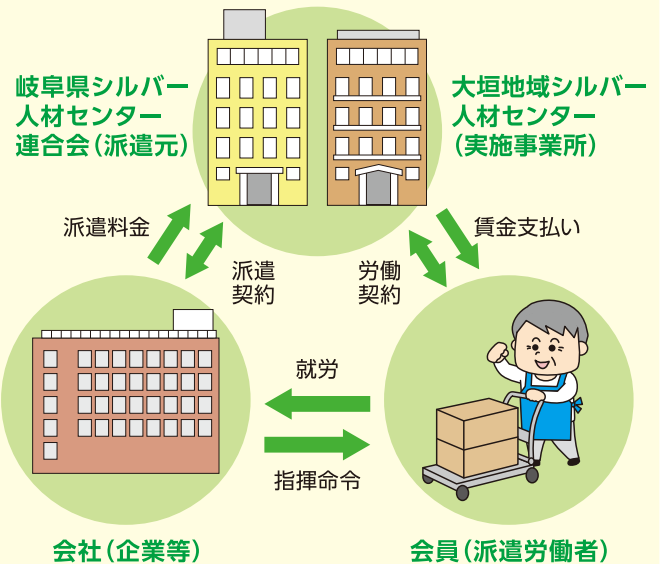 岐阜県シルバー
人材センター
連合会（派遣元）
大垣地域シルバー
人材センター
（実施事業所）
派遣料金
派遣
契約
労働
契約
賃金支払い
就労
指揮命令
会社（企業等）
会員（派遣労働者）